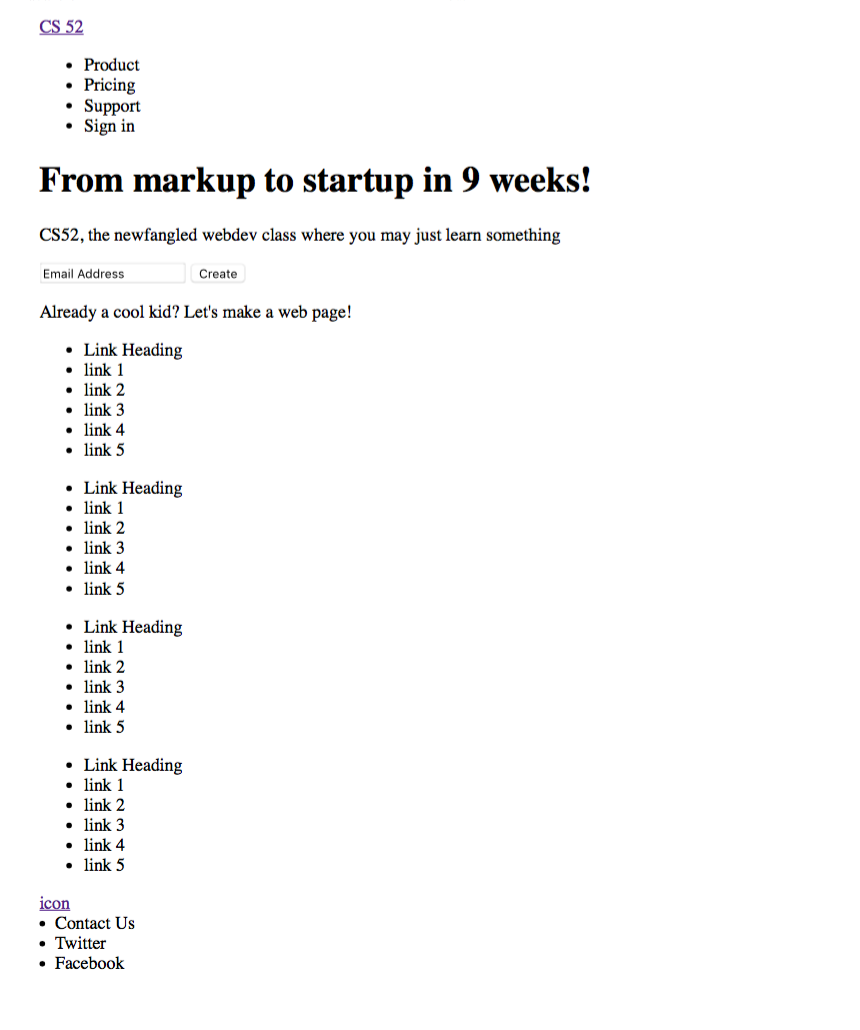 CS 52
Product
Pricing
Support
Sign in
From markup to startup in 9 weeks!
CS52, the newfangled webdev class where you may just learn something
Email Address Create
Already a cool kid? Let's make a web page!
Link Heading
link 1
link 2
link 3
link 4
link 5
Link Heading
link 1
link 2
link 3
link 4
link 5
Link Heading
link 1
link 2
link 3
link 4
link 5
Link Heading
link 1
link 2
link 3
link 4
link 5
icon
Contact Us
Twitter
Facebook